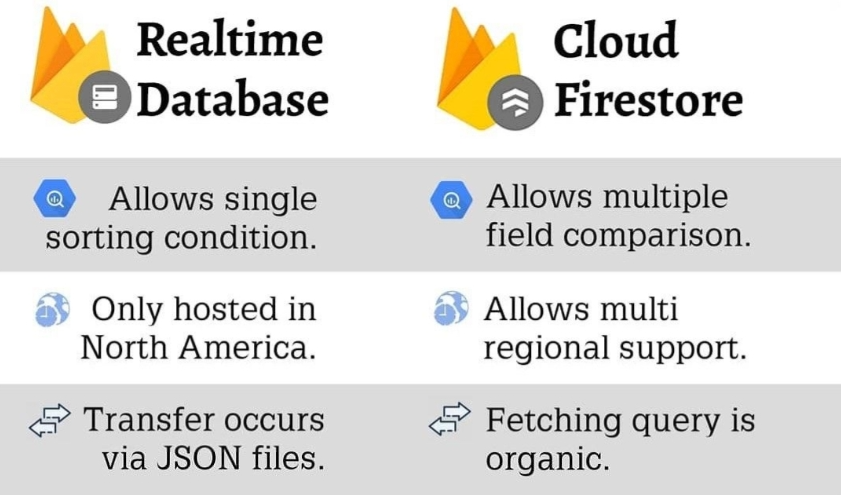 Realtime
Database
Cloud
Firestore
Allows single
sorting condition.
Allows multiple
field comparison.
Only hosted in
North America.
Allows multi
regional support.
Transfer occurs
via JSON files.
Fetching query is
organic.